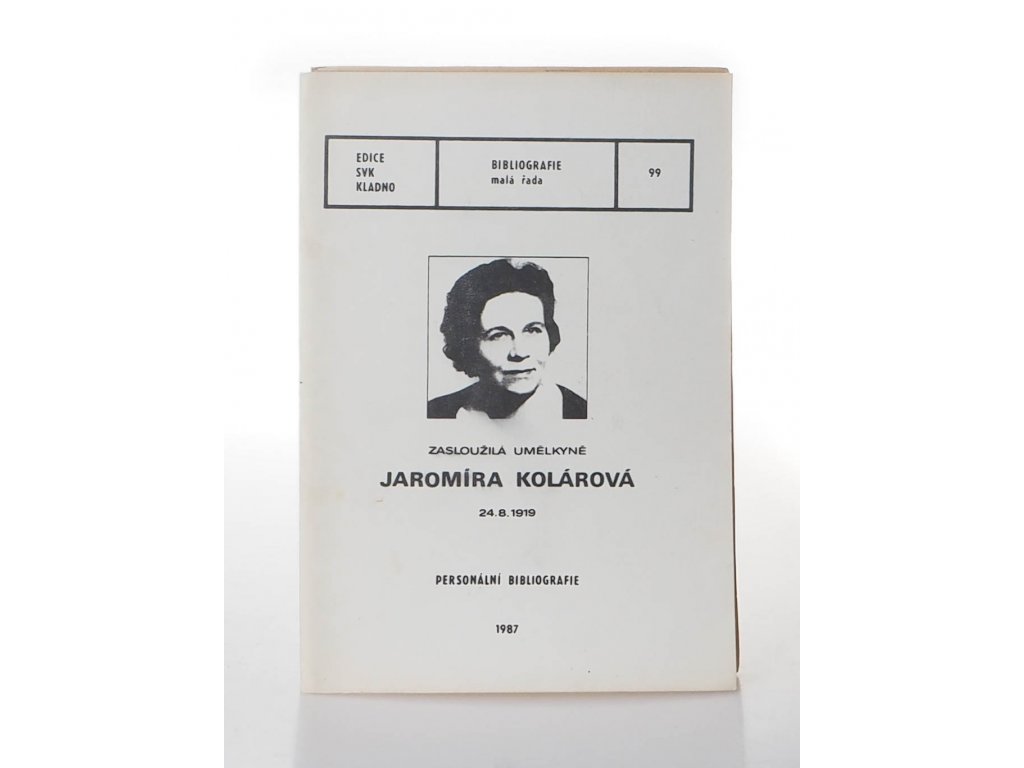 EDICE
SVK
KLADNO
BIBLIOGRAFIE
malá řada
99
ZASLOUŽILÁ UMĚLKYNĚ
JAROMÍRA KOLÁROVÁ
24.8.1919
PERSONÁLNÍ BIBLIOGRAFIE
1987